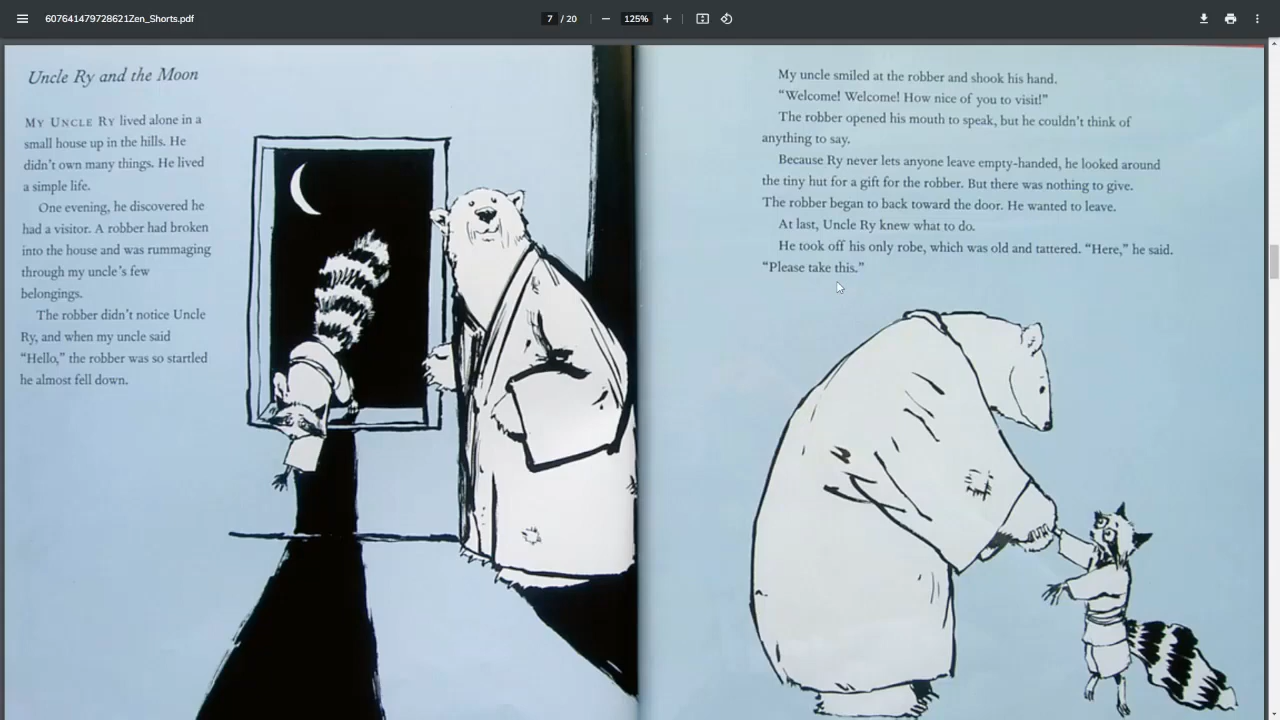 607641479728621Zen_Shorts.pdf
7 / 20
125%
Uncle Ry and the Moon
MY UNCLE RY lived alone in a
small house up in the hills. He
didn't own many things. He lived
a simple life.
One evening, he discovered he
had a visitor. A robber had broken
into the house and was rummaging
through my uncle's few
belongings.
The robber didn't notice Uncle
Ry, and when my uncle said
“Hello,” the robber was so startled
he almost fell down.
My uncle smiled at the robber and shook his hand.
“Welcome! Welcome! How nice of you to visit!”
The robber opened his mouth to speak, but he couldn't think of
anything to say.
Because Ry never lets anyone leave empty-handed, he looked around
the tiny hut for a gift for the robber. But there was nothing to give.
The robber began to back toward the door. He wanted to leave.
At last, Uncle Ry knew what to do.
He took off his only robe, which was old and tattered. “Here,” he said.
“Please take this.”